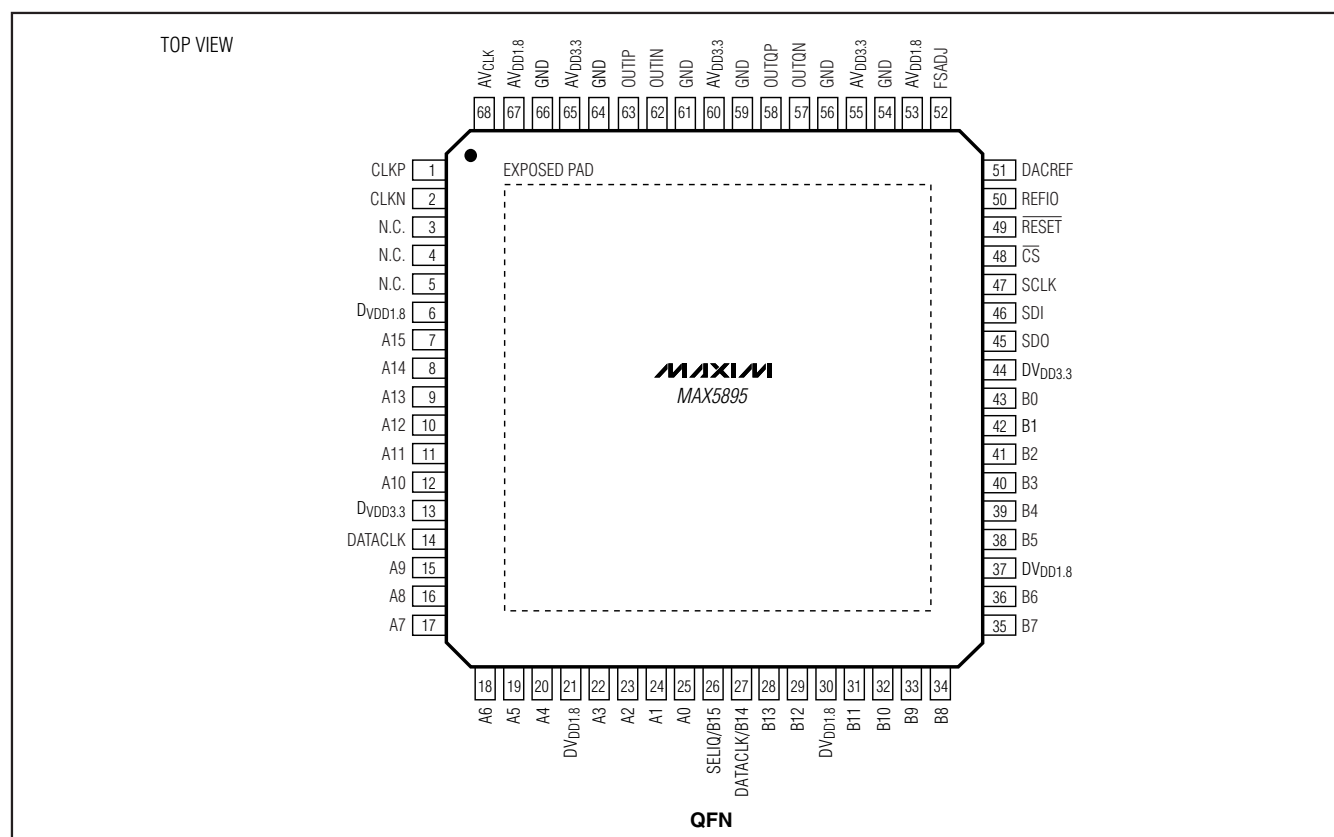 TOP VIEW
AVCLK
AVDD1.8
GND
AVDD3.3
GND
OUTIP
OUTIN
GND
AVDD3.3
GND
OUTQP
OUTQN
GND
AVDD3.3
GND
AVDD1.8
FSADJ
68 67 66 65 64 63 62 61 60 59 58 57 56 55 54 53 52
EXPOSED PAD
CLKP 1
CLKN 2
N.C. 3
N.C. 4
N.C. 5
DVDD1.8 6
A15 7
A14 8
A13 9
A12 10
A11 11
A10 12
DVDD3.3 13
DATACLK 14
A9 15
A8 16
A7 17
MAXIM
MAX5895
51 DACREF
50 REFIO
49 RESET
48 CS
47 SCLK
46 SDI
45 SDO
44 DVDD3.3
43 B0
42 B1
41 B2
40 B3
39 B4
38 B5
37 DVDD1.8
36 B6
35 B7
18 19 20 21 22 23 24 25 26 27 28 29 30 31 32 33 34
A6
A5
A4
DVDD1.8
A3
A2
A1
A0
SELIQ/B15
DATACLK/B14
B13
B12
DVDD1.8
B11
B10
B9
B8
QFN